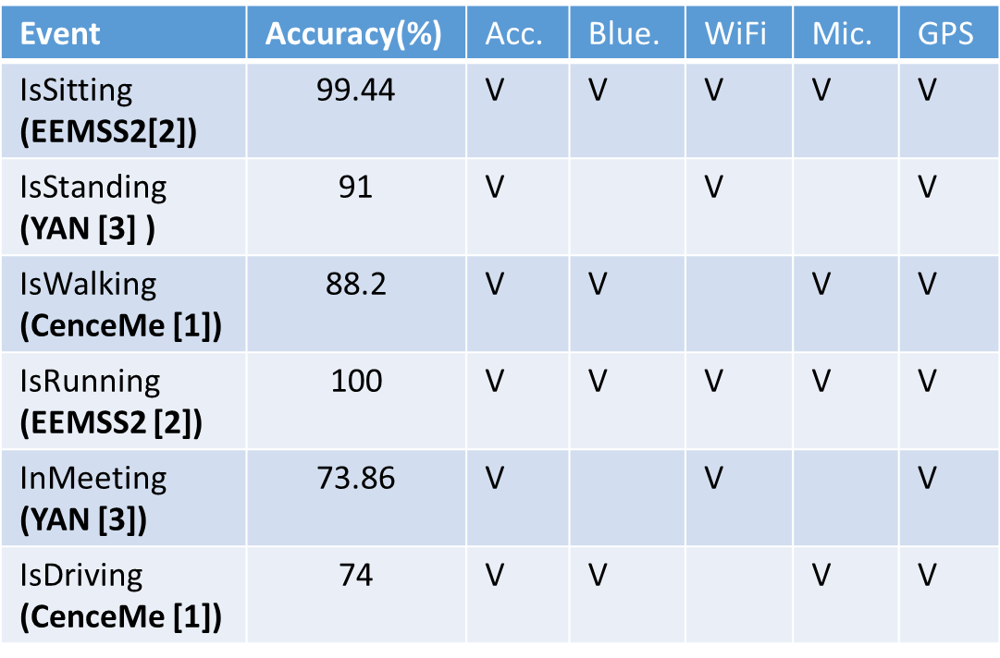 Event Accuracy(%) Acc. Blue. WiFi Mic. GPS
IsSitting 99.44 V V V V V
(EEMSS2[2])
IsStanding 91 V V V
(YAN [3] )
IsWalking 88.2 V V V V
(CenceMe [1])
IsRunning 100 V V V V V
(EEMSS2 [2])
InMeeting 73.86 V V V
(YAN [3])
IsDriving 74 V V V V
(CenceMe [1])